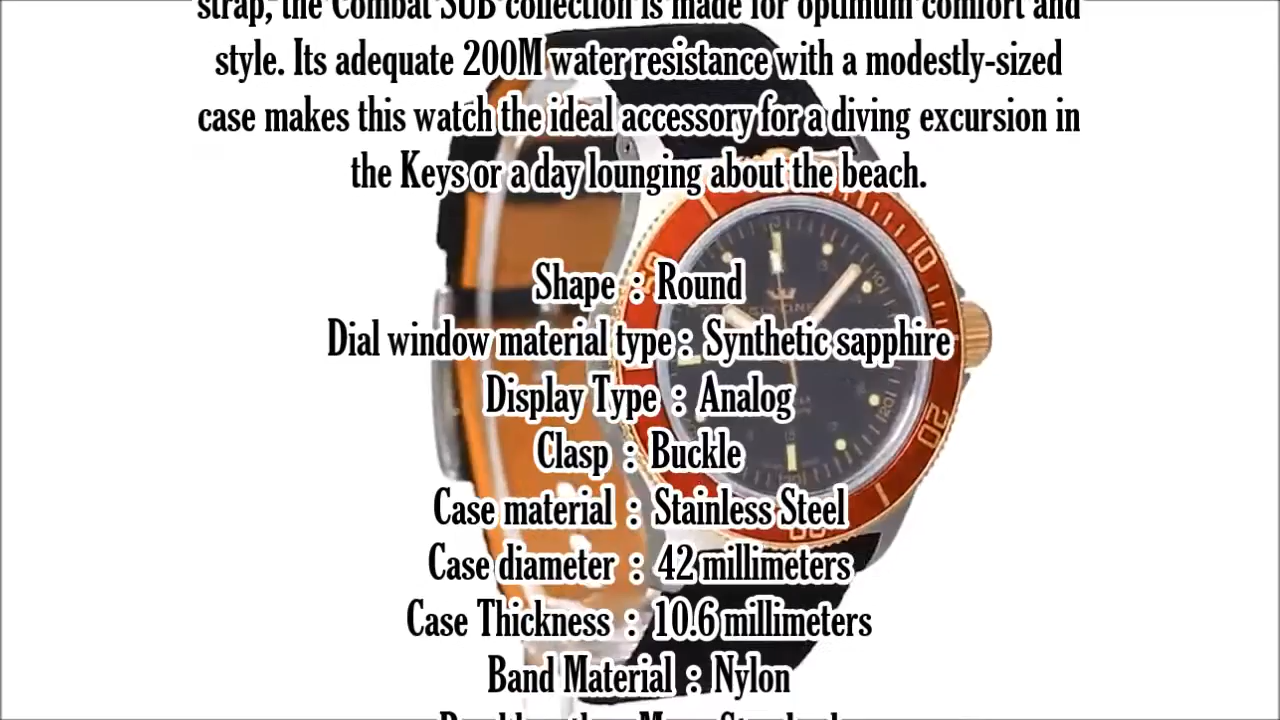 strap, the Combat SUB collection is made for optimum comfort and
style. Its adequate 200M water resistance with a modestly-sized
case makes this watch the ideal accessory for a diving excursion in
the Keys or a day lounging about the beach.
Shape : Round
Dial window material type : Synthetic sapphire
Display Type : Analog
Clasp : Buckle
Case material : Stainless Steel
Case diameter : 42 millimeters
Case Thickness : 10.6 millimeters
Band Material : Nylon
10
20